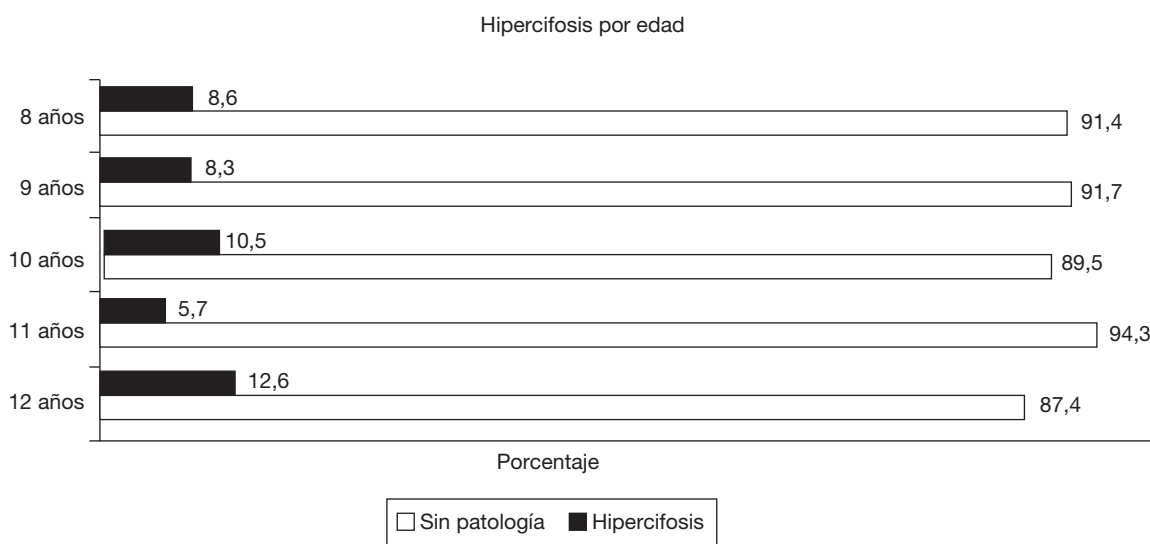 Hipercifosis por edad
8 años
8,6
91,4
9 años
8,3
91,7
10 años
10,5
89,5
11 años
5,7
94,3
12 años
12,6
87,4
Porcentaje
Sin patología Hipercifosis